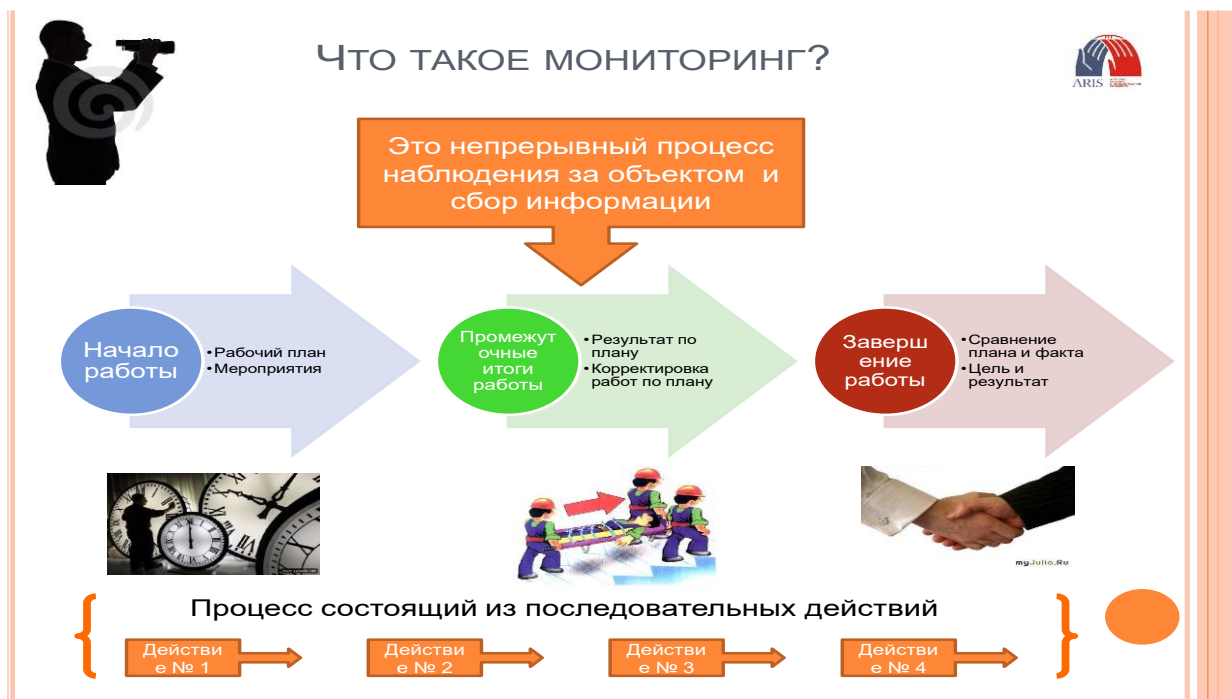 Что такое мониторинг?
ARIS
Это непрерывный процесс
наблюдения за объектом и
сбор информации
Начало
работы
•Рабочий план
•Мероприятия
Промежут
очные
итоги
работы
•Результат по
плану
•Корректировка
работ по плану
Заверш
ение
работы
•Сравнение
плана и факта
•Цель и
результат
myJulia.Ru
Процесс состоящий из последовательных действий
Действи
е № 1
Действи
е № 2
Действи
е № 3
Действи
е № 4